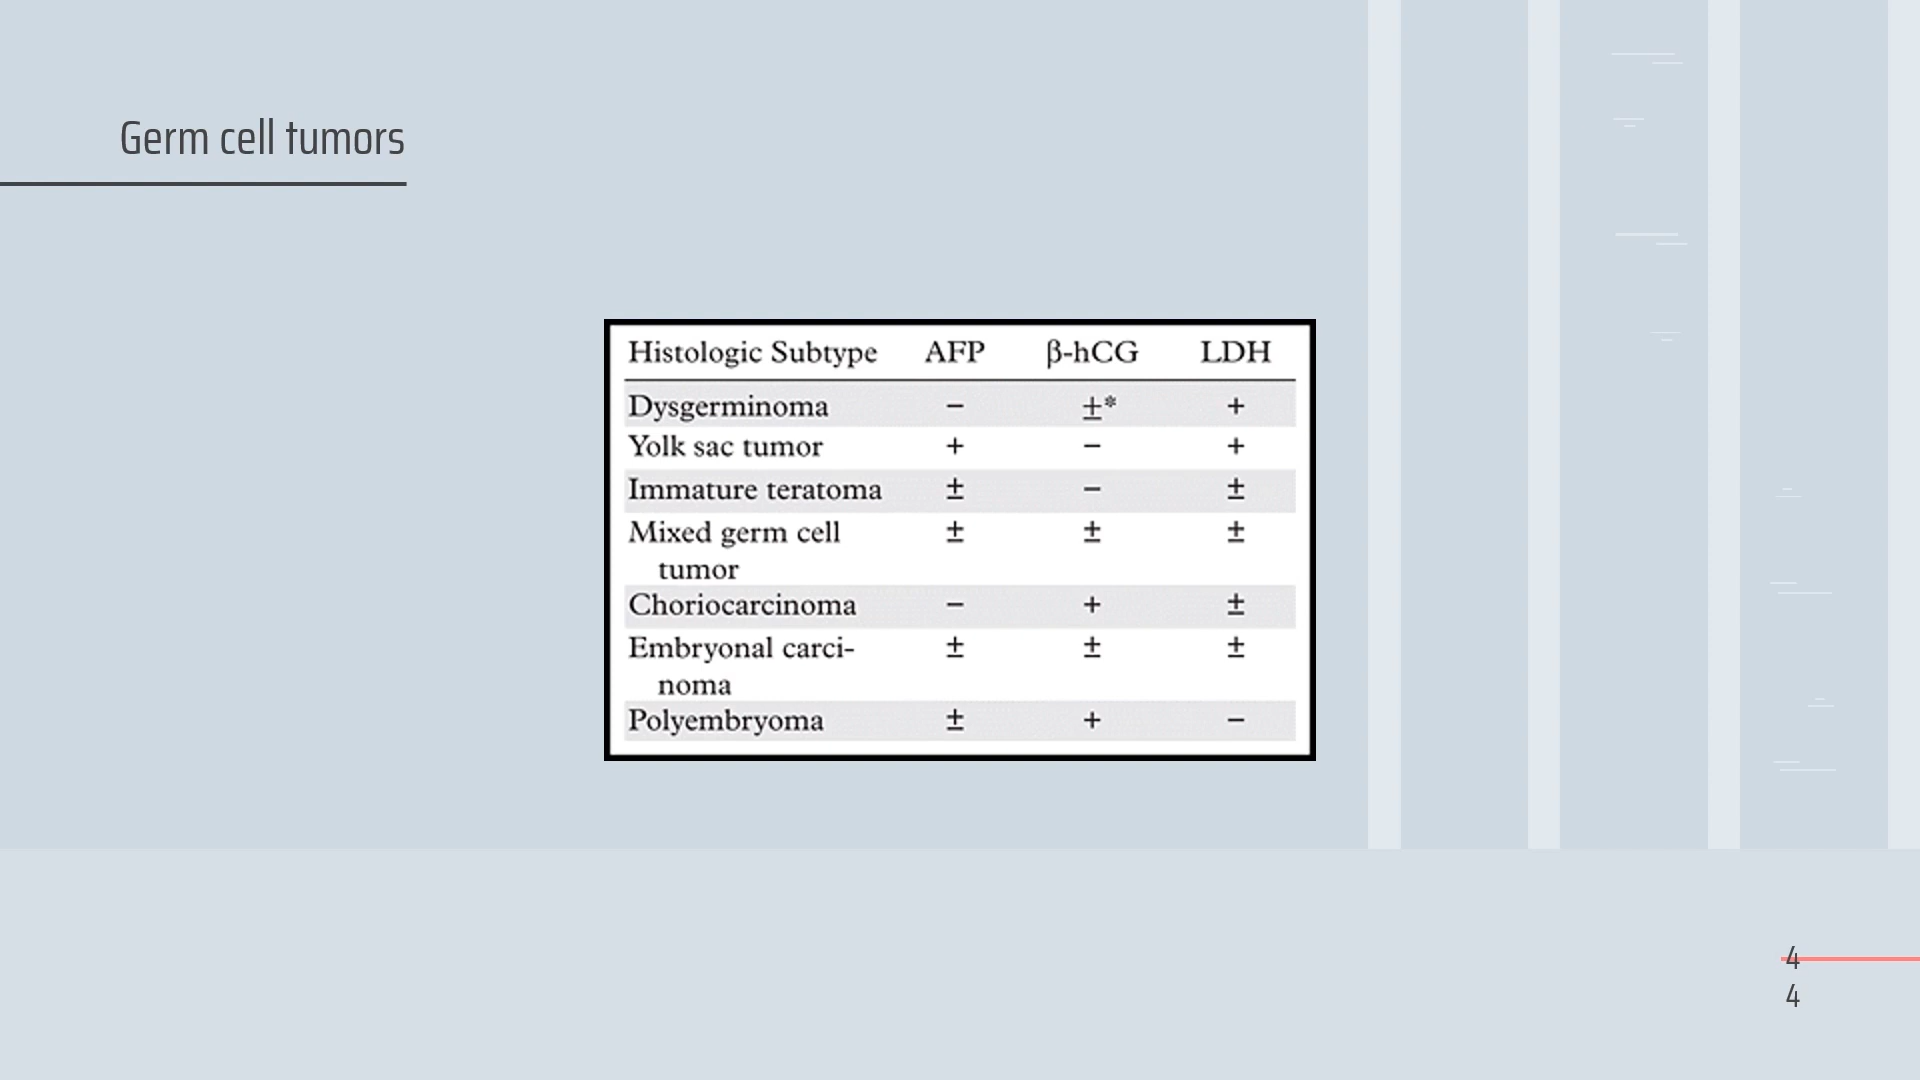 Germ cell tumors
Histologic Subtype AFP β-hCG LDH
Dysgerminoma − ±* +
Yolk sac tumor + − +
Immature teratoma ± − ±
Mixed germ cell ± ± ±
tumor
Choriocarcinoma − + ±
Embryonal carci- ± ± ±
noma
Polyembryoma ± + −
4
4